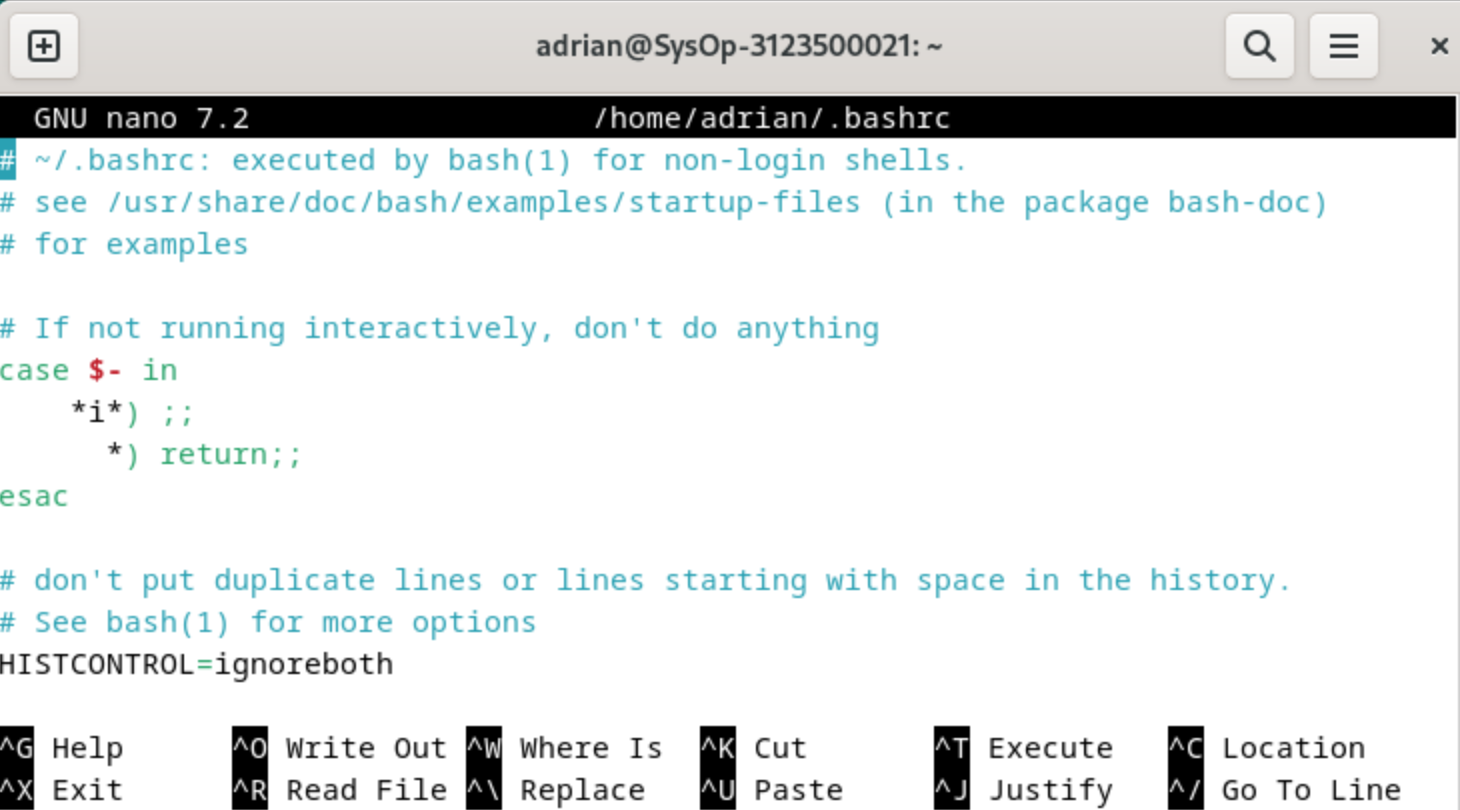 adrian@SysOp-3123500021: ~
GNU nano 7.2 /home/adrian/.bashrc
# ~/.bashrc: executed by bash(1) for non-login shells.
# see /usr/share/doc/bash/examples/startup-files (in the package bash-doc)
# for examples

# If not running interactively, don't do anything
case $- in
    *i*) ;;
      *) return;;
esac

# don't put duplicate lines or lines starting with space in the history.
# See bash(1) for more options
HISTCONTROL=ignoreboth

^G Help ^O Write Out ^W Where Is ^K Cut ^T Execute ^C Location
^X Exit ^R Read File ^\ Replace ^U Paste ^J Justify ^/ Go To Line